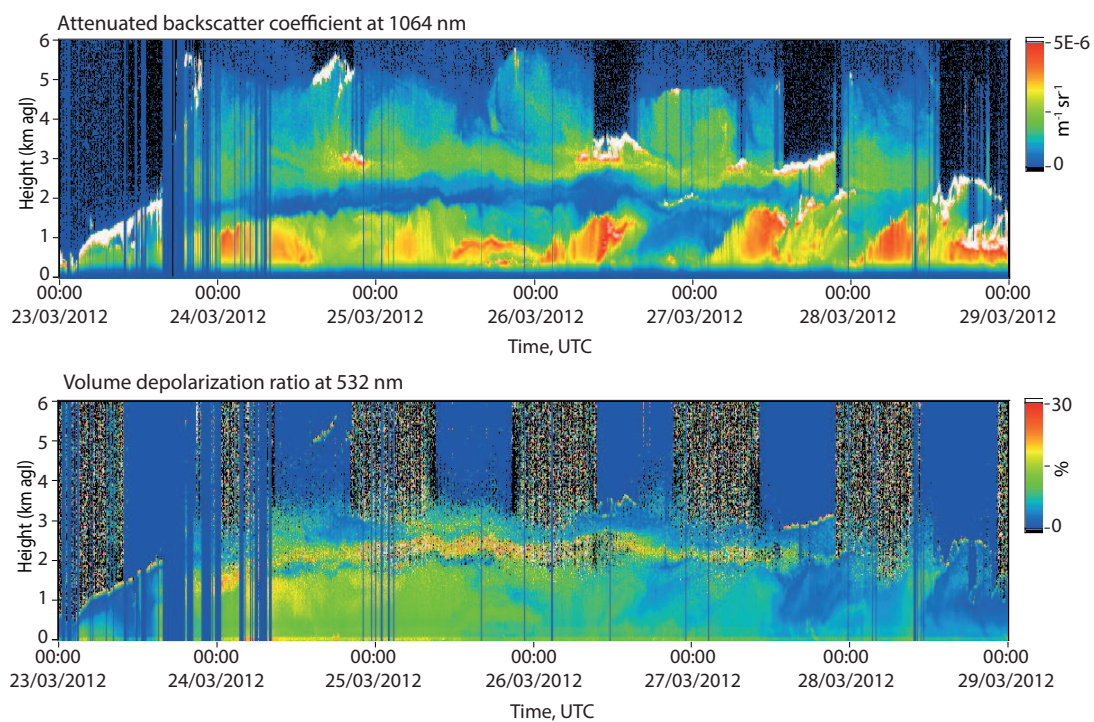 Attenuated backscatter coefficient at 1064 nm
Height (km agl)
6
5
4
3
2
1
0
5E-6
m⁻¹ sr⁻¹
0
00:00 00:00 00:00 00:00 00:00 00:00 00:00
23/03/2012 24/03/2012 25/03/2012 26/03/2012 27/03/2012 28/03/2012 29/03/2012
Time, UTC
Volume depolarization ratio at 532 nm
Height (km agl)
6
5
4
3
2
1
0
30
%
0
00:00 00:00 00:00 00:00 00:00 00:00 00:00
23/03/2012 24/03/2012 25/03/2012 26/03/2012 27/03/2012 28/03/2012 29/03/2012
Time, UTC